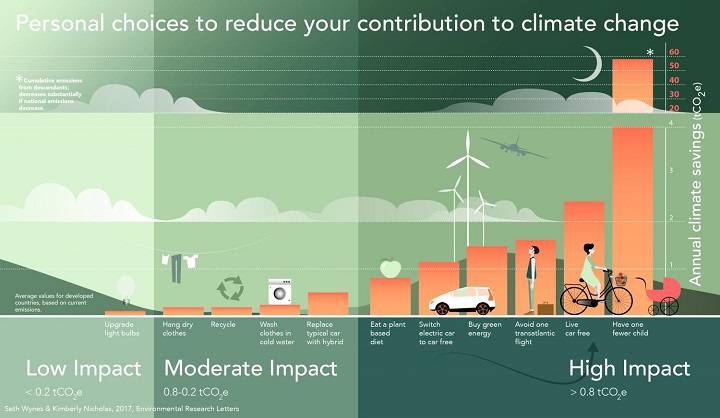 Personal choices to reduce your contribution to climate change
*Cumulative emissions
from descendants;
decreases substantially
if national emissions
decrease.
*
60
50
40
30
20
4
3
2
1
Annual climate savings (tCO2e)
Average values for developed
countries, based on current
emissions.
Upgrade
light bulbs
Hang dry
clothes
Recycle
Wash
clothes in
cold water
Replace
typical car
with hybrid
Eat a plant
based
diet
Switch
electric car
to car free
Buy green
energy
Avoid one
transatlantic
flight
Live
car free
Have one
fewer child
Low Impact
< 0.2 tCO2e
Moderate Impact
0.8-0.2 tCO2e
High Impact
> 0.8 tCO2e
Seth Wynes & Kimberly Nicholas, 2017, Environmental Research Letters